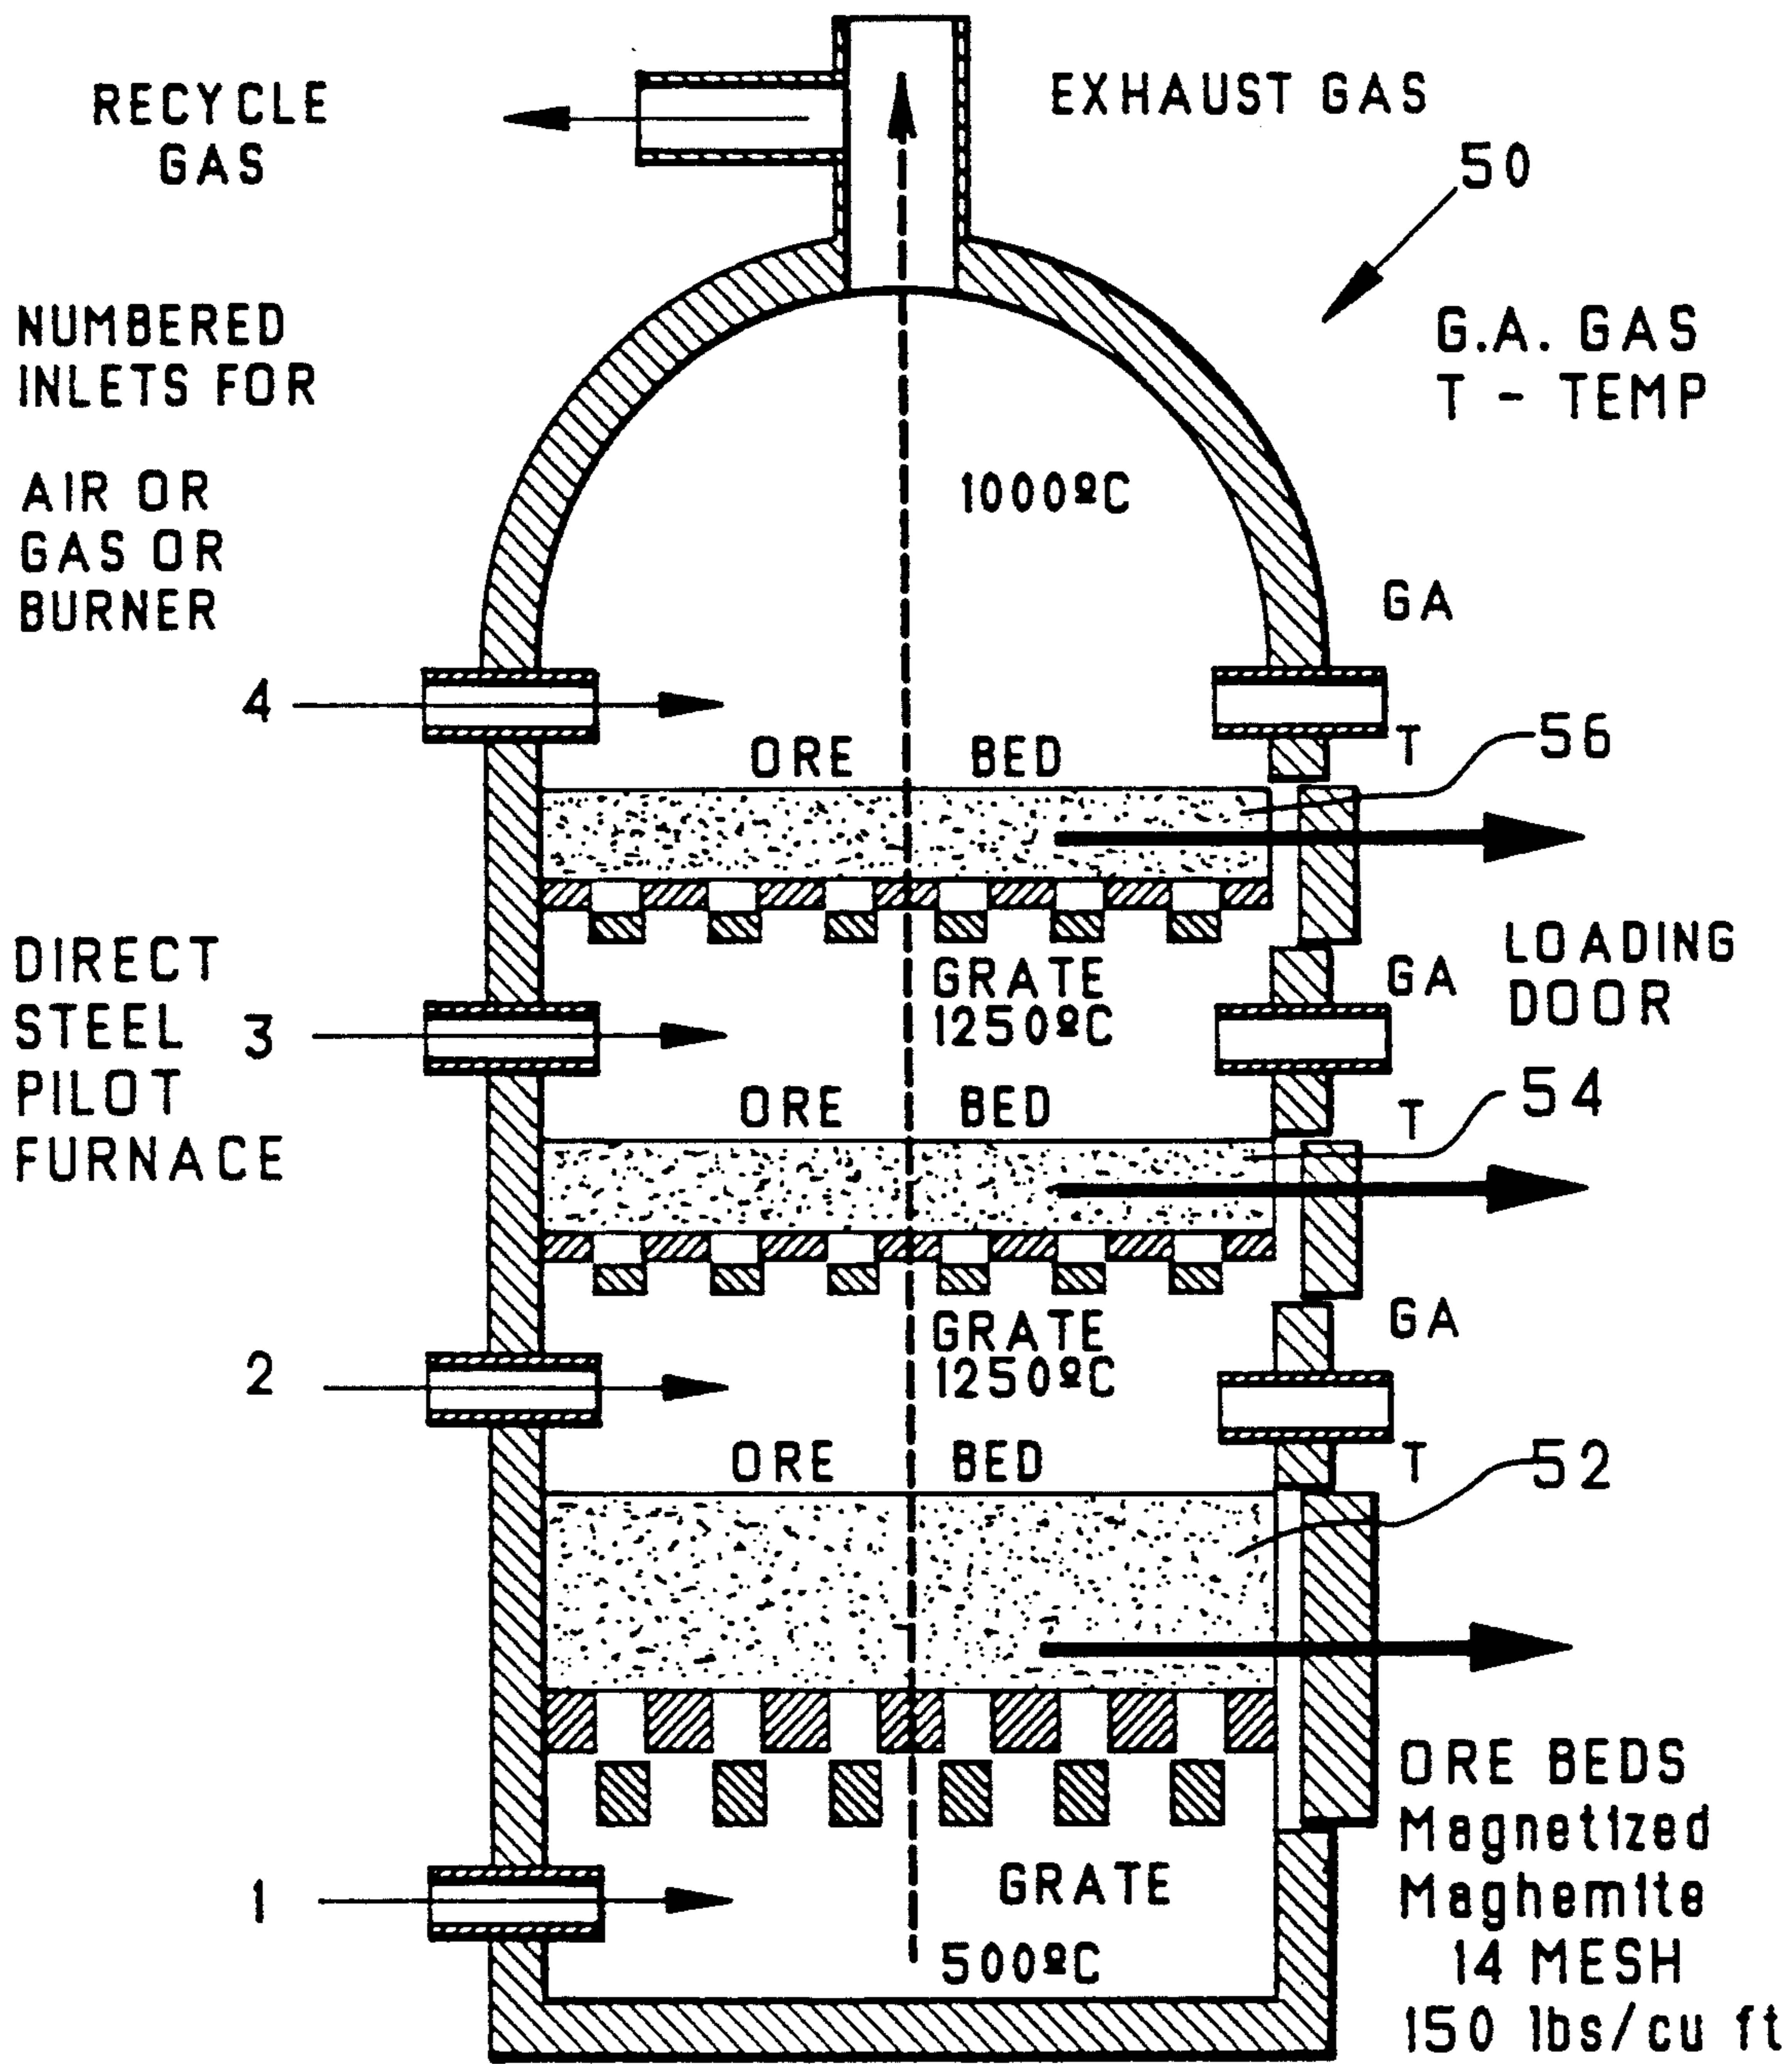 RECYCLE
GAS
EXHAUST GAS
50
NUMBERED
INLETS FOR
G.A. GAS
T - TEMP
AIR OR
GAS OR
BURNER
1000ºC
GA
4
ORE BED
T
56
DIRECT
STEEL
PILOT
FURNACE
GRATE
1250ºC
GA
LOADING
DOOR
3
ORE BED
T
54
GRATE
1250ºC
GA
2
ORE BED
T
52
1
GRATE
500ºC
ORE BEDS
Magnetized
Maghemite
14 MESH
150 lbs/cu ft